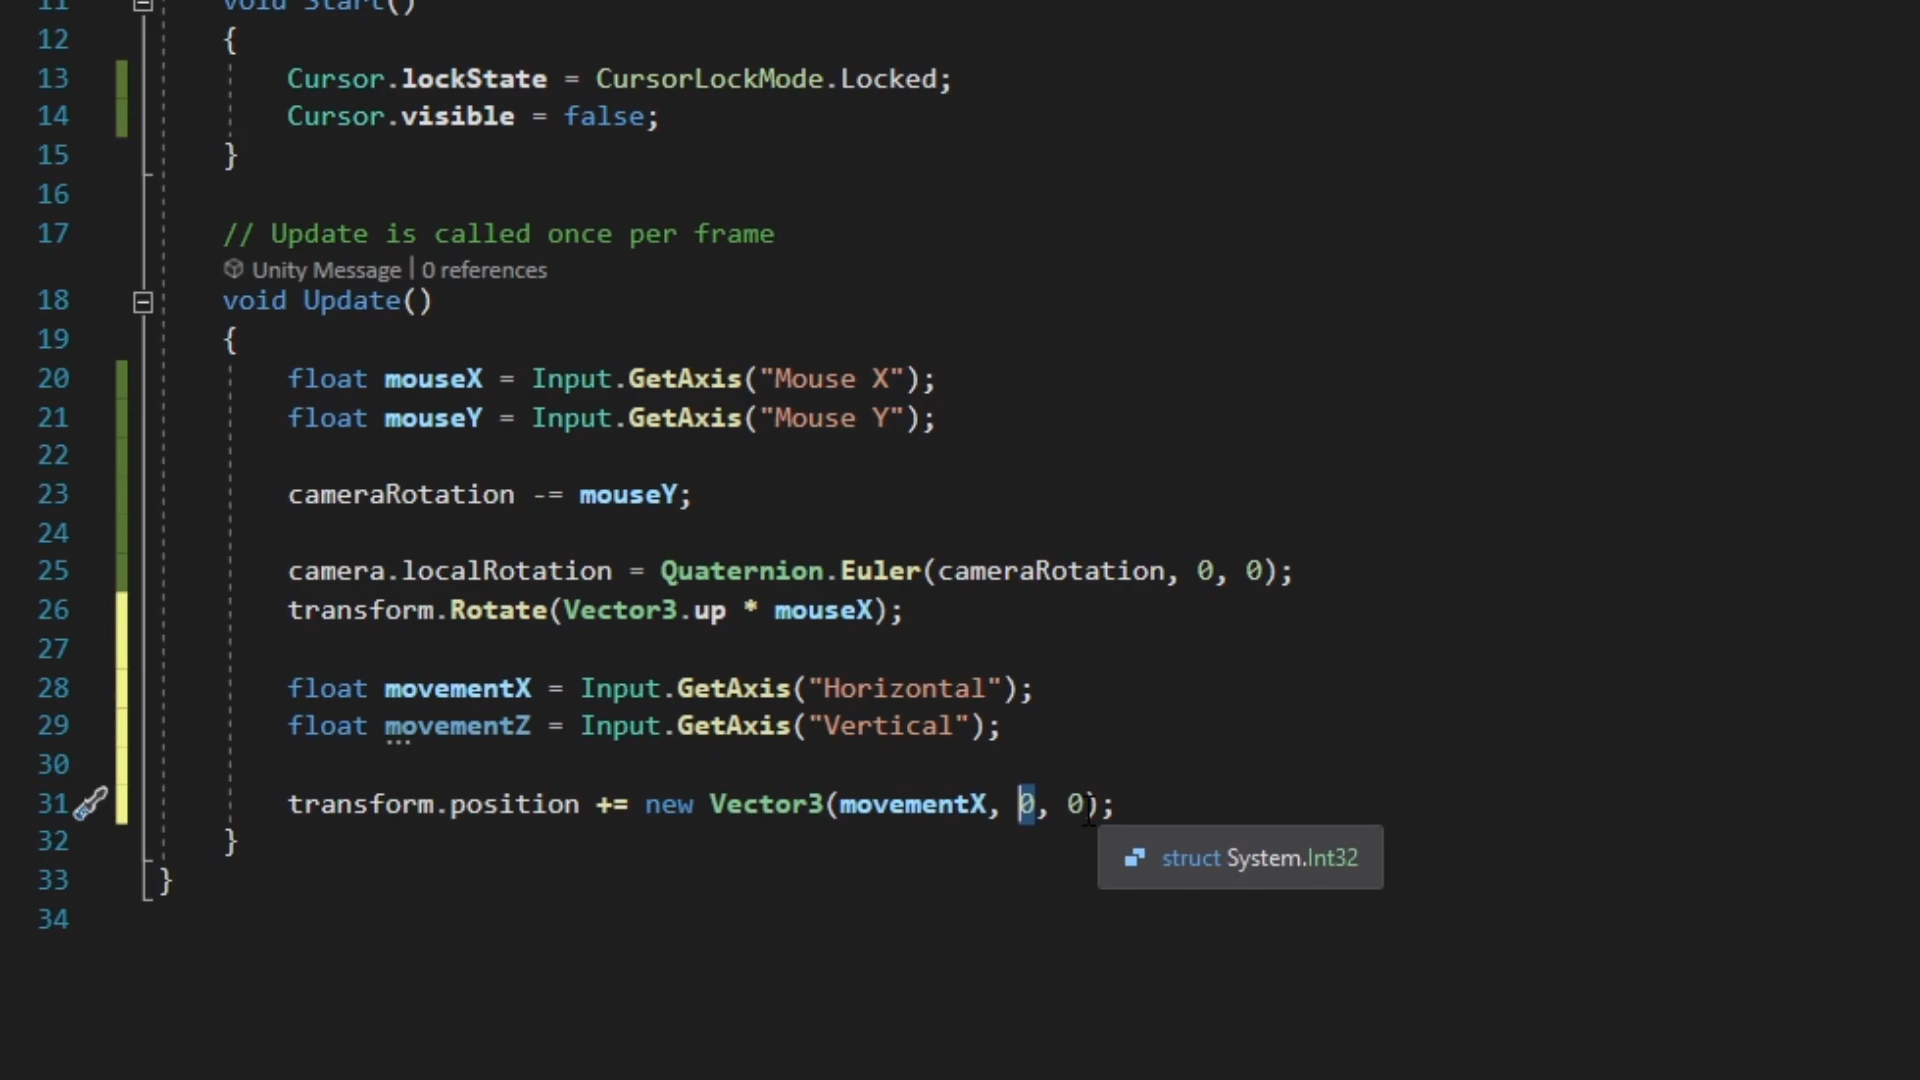 11 void Start()
12 {
13 Cursor.lockState = CursorLockMode.Locked;
14 Cursor.visible = false;
15 }
16
17 // Update is called once per frame
Unity Message | 0 references
18 void Update()
19 {
20 float mouseX = Input.GetAxis("Mouse X");
21 float mouseY = Input.GetAxis("Mouse Y");
22
23 cameraRotation -= mouseY;
24
25 camera.localRotation = Quaternion.Euler(cameraRotation, 0, 0);
26 transform.Rotate(Vector3.up * mouseX);
27
28 float movementX = Input.GetAxis("Horizontal");
29 float movementZ = Input.GetAxis("Vertical");
30
31 transform.position += new Vector3(movementX, 0, 0);
32 }
struct System.Int32
33 }
34